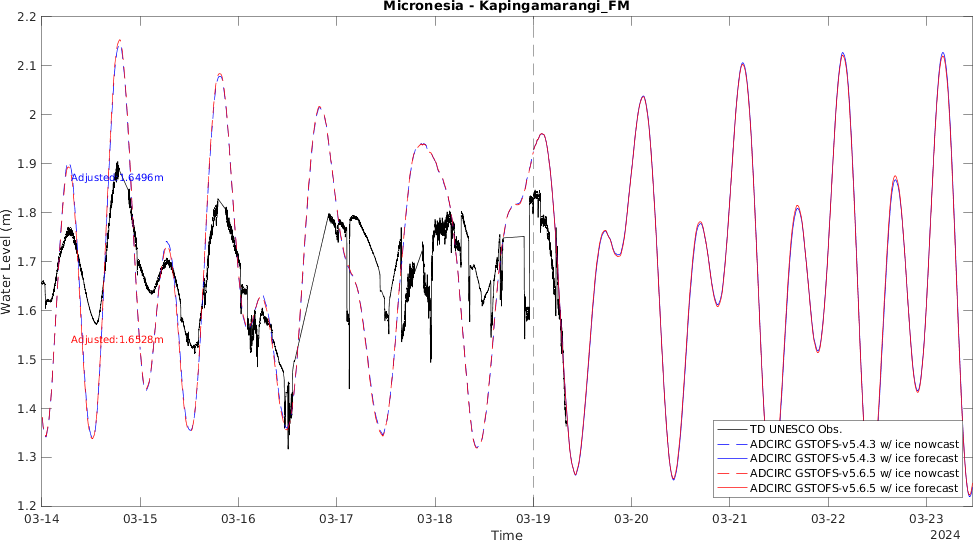 Micronesia - Kapingamarangi_FM
2.2
2.1
2
1.9
1.8
1.7
1.6
1.5
1.4
1.3
1.2
Water Level (m)
Adjusted:1.6496m
Adjusted:1.6528m
TD UNESCO Obs.
ADCIRC GSTOFS-v5.4.3 w/ ice nowcast
ADCIRC GSTOFS-v5.4.3 w/ ice forecast
ADCIRC GSTOFS-v5.6.5 w/ ice nowcast
ADCIRC GSTOFS-v5.6.5 w/ ice forecast
03-14 03-15 03-16 03-17 03-18 03-19 03-20 03-21 03-22 03-23
Time
2024